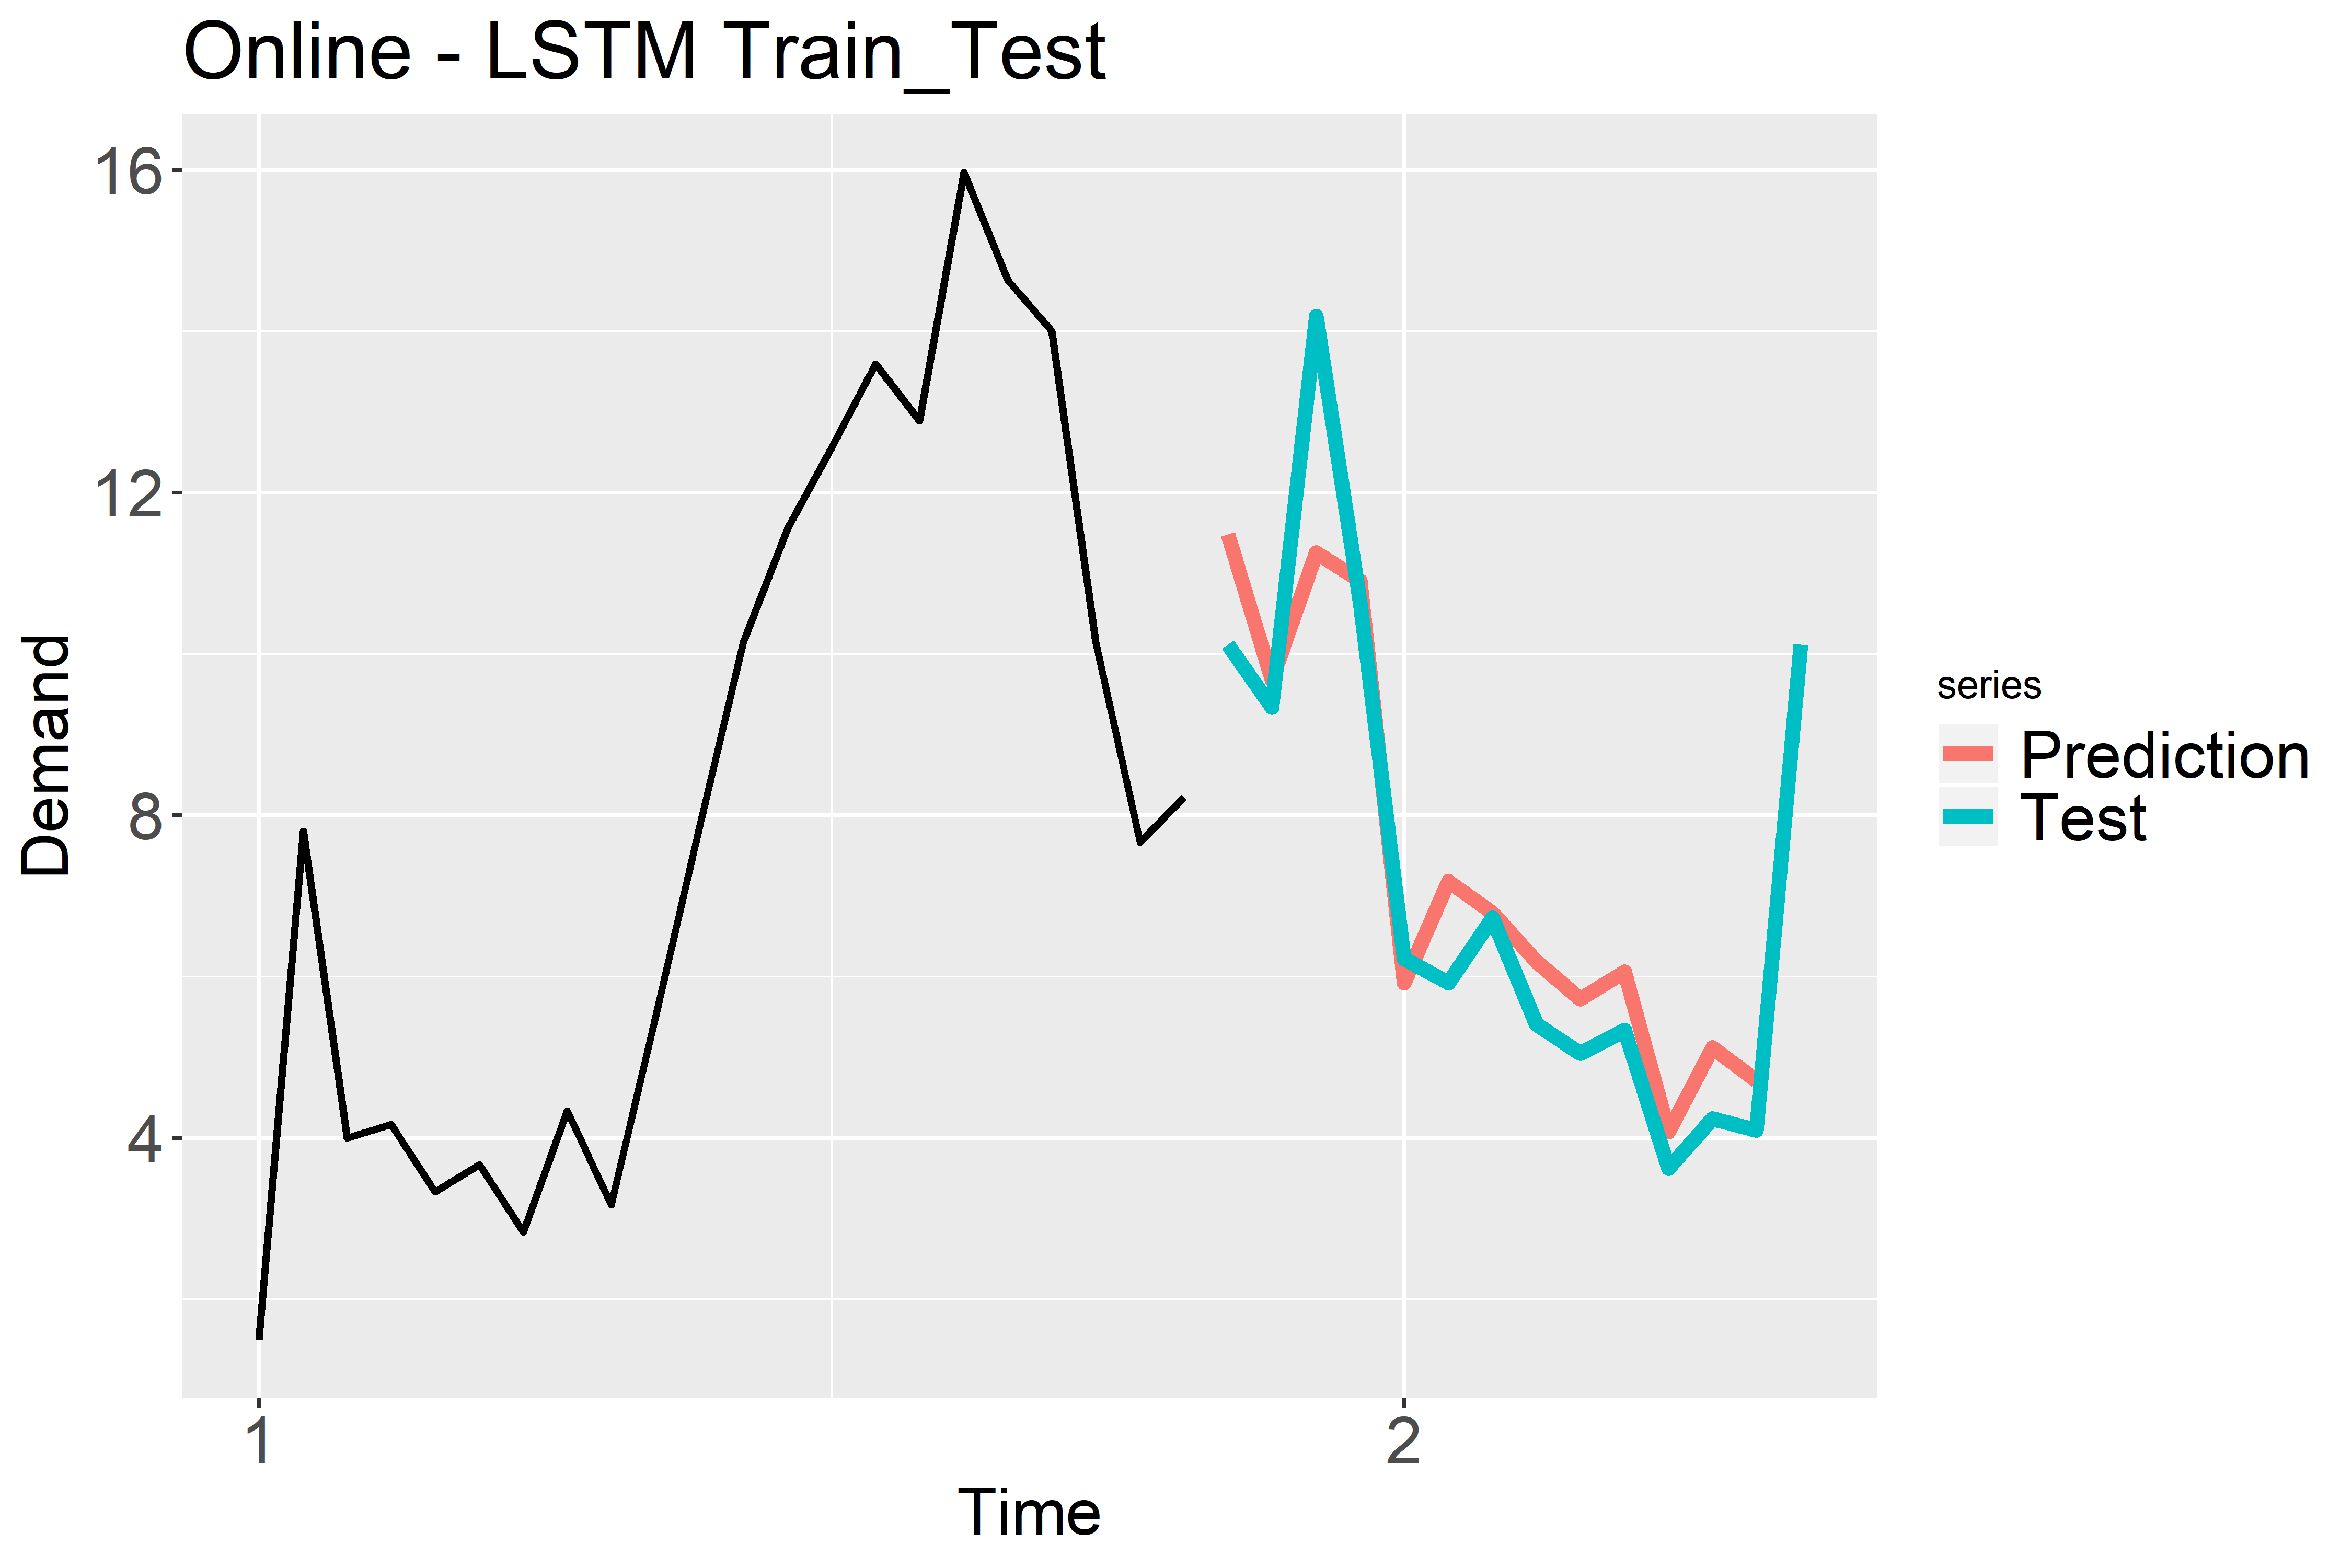 Online - LSTM Train_Test
16
12
8
4
Demand
1
2
Time
series
Prediction
Test